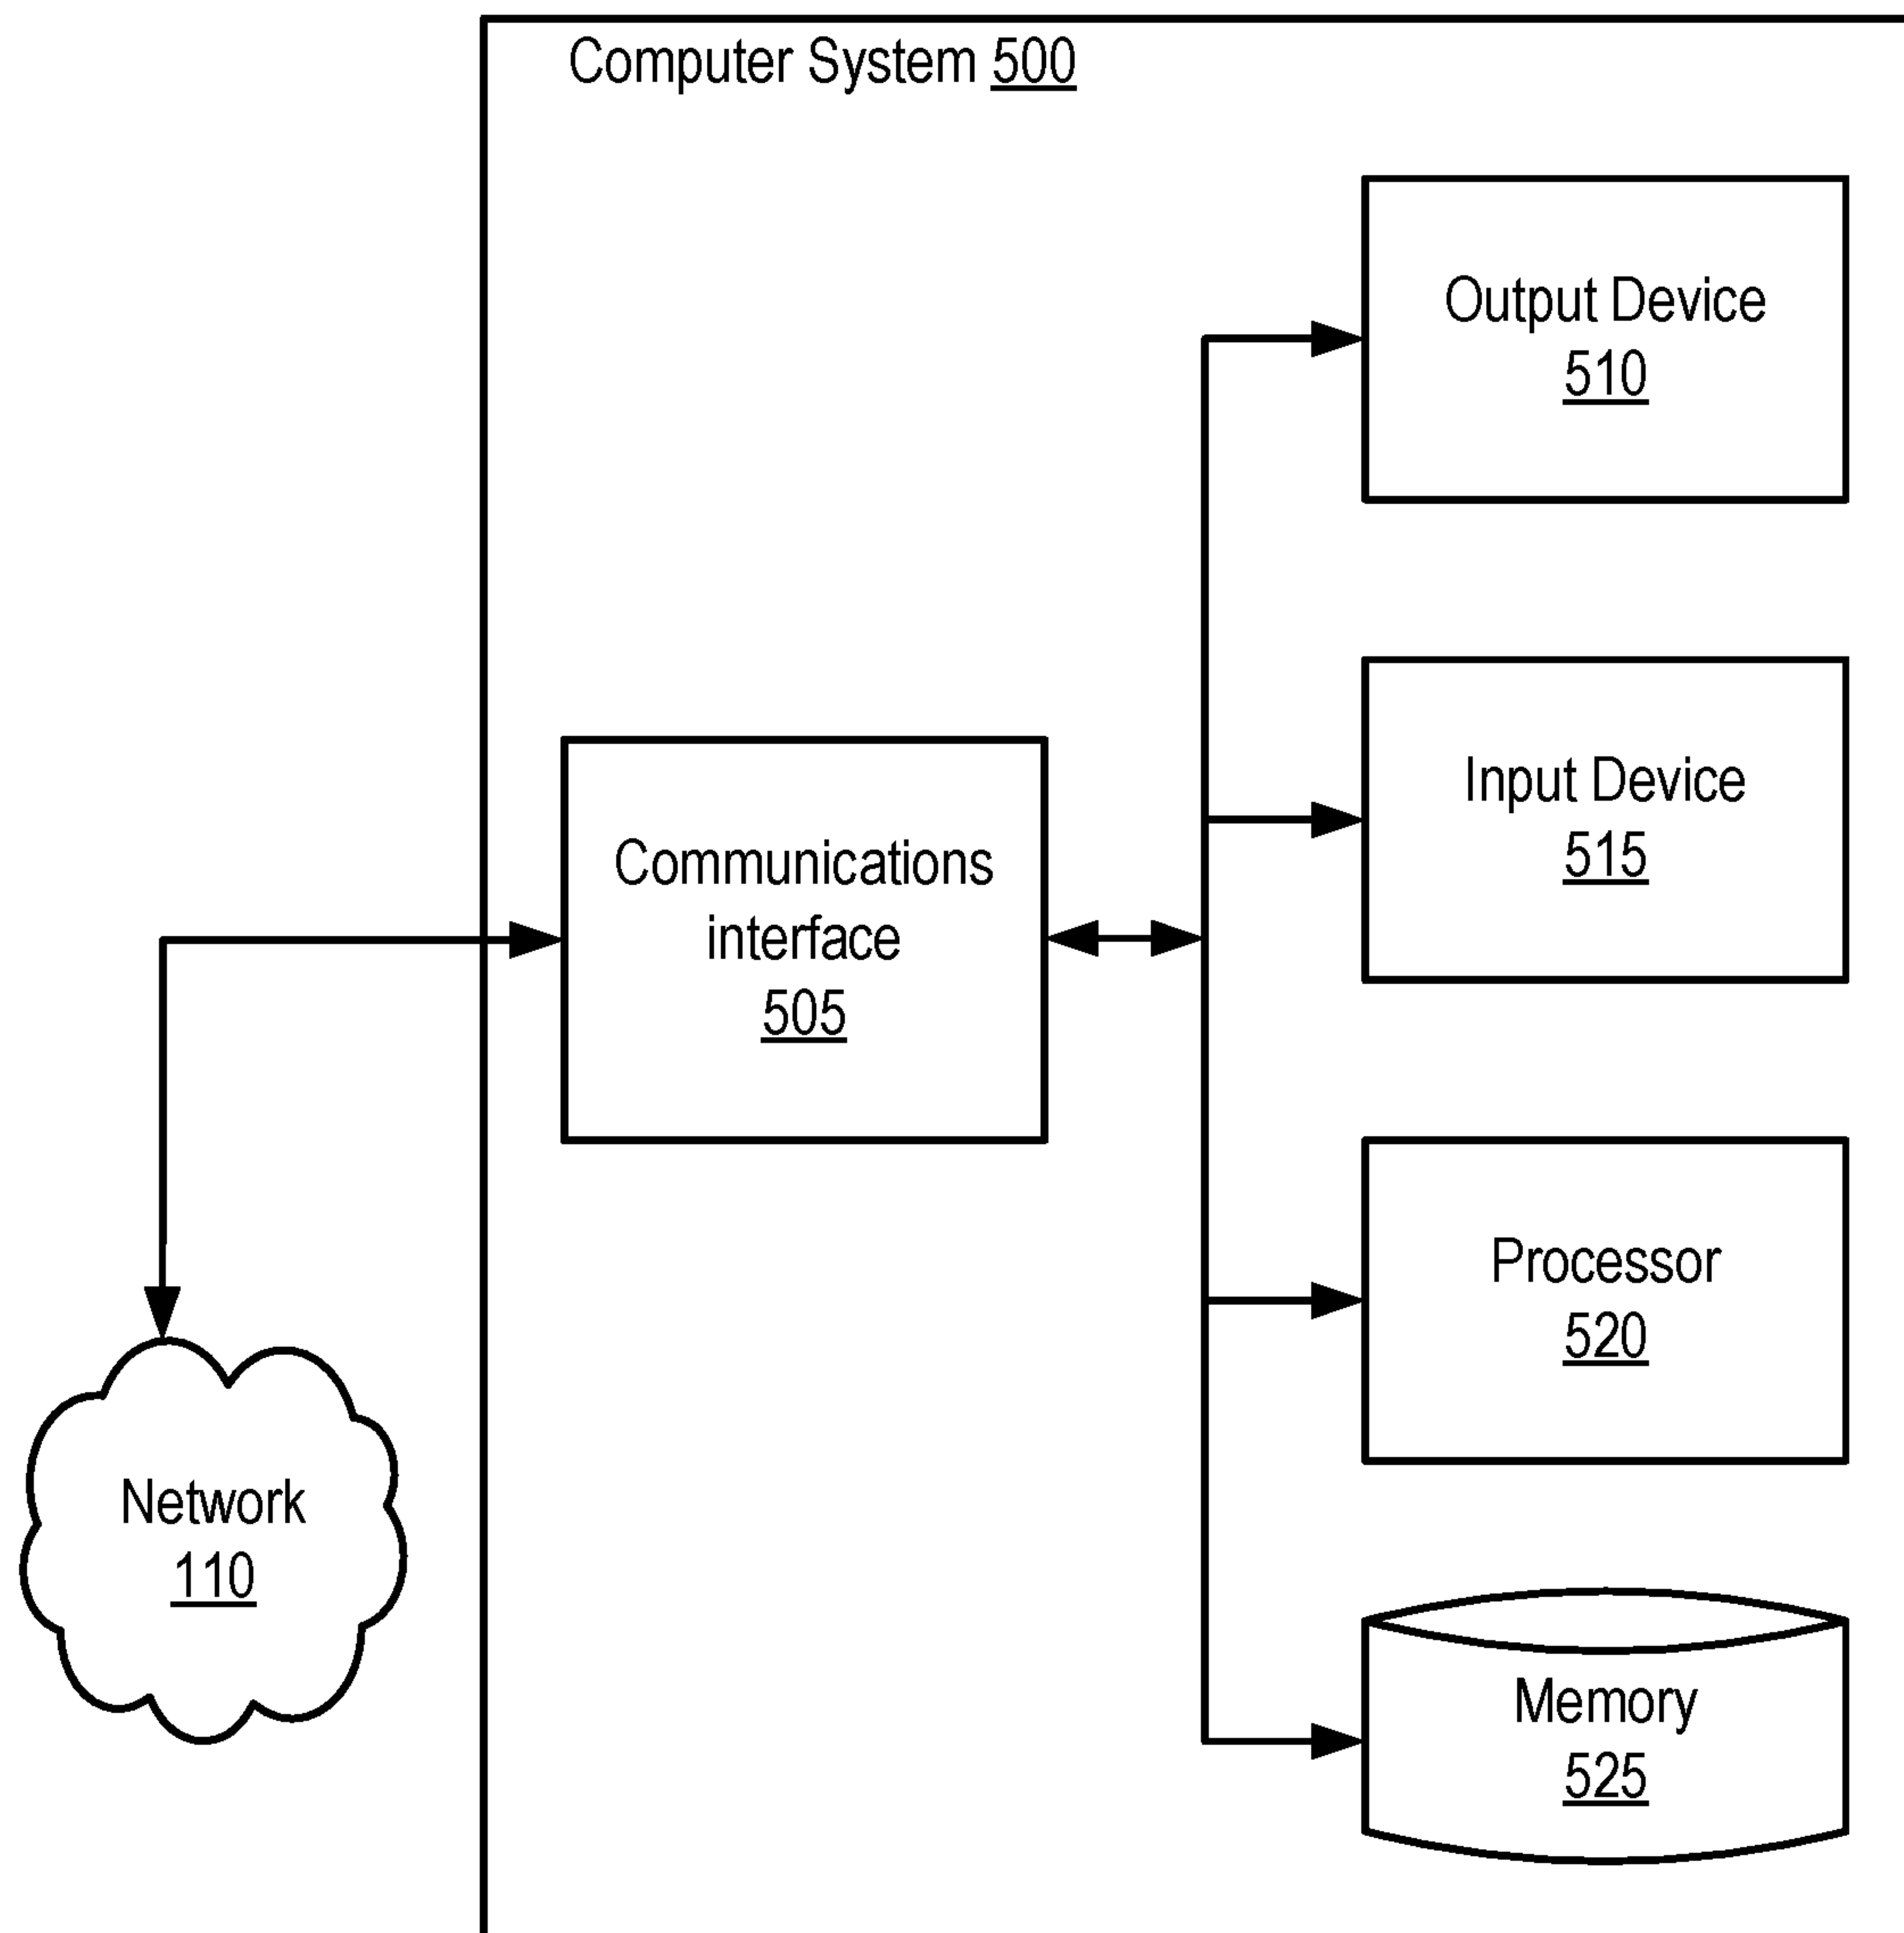 Computer System 500
Output Device
510
Input Device
515
Communications
interface
505
Processor
520
Network
110
Memory
525